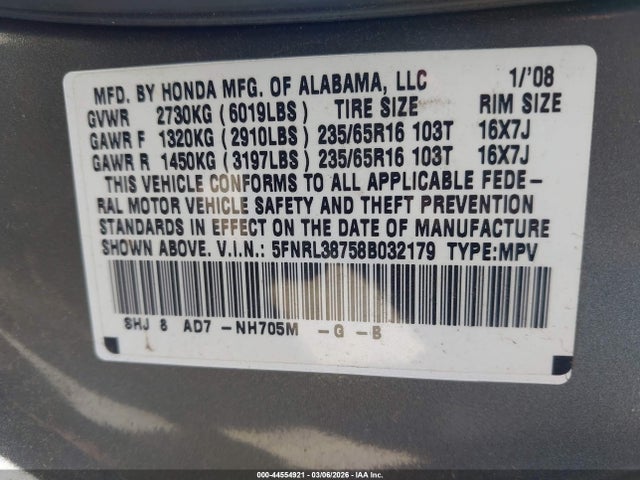 MFD. BY HONDA MFG. OF ALABAMA, LLC 1/'08
GVWR 2730KG ( 6019LBS ) TIRE SIZE RIM SIZE
GAWR F 1320KG ( 2910LBS ) 235/65R16 103T 16X7J
GAWR R 1450KG ( 3197LBS ) 235/65R16 103T 16X7J
THIS VEHICLE CONFORMS TO ALL APPLICABLE FEDE-
RAL MOTOR VEHICLE SAFETY AND THEFT PREVENTION
STANDARDS IN EFFECT ON THE DATE OF MANUFACTURE
SHOWN ABOVE. V.I.N.: 5FNRL38758B032179 TYPE:MPV
SHJ 8 AD7 -NH705M -G -B
000-44554921 | 03/06/2026 | IAA Inc.